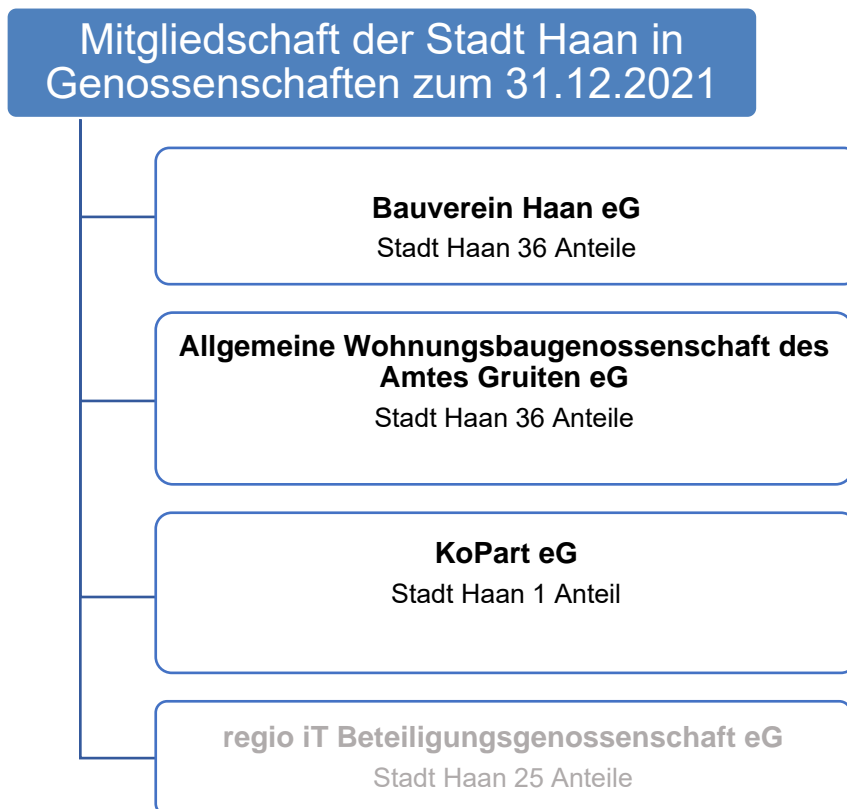 Mitgliedschaft der Stadt Haan in
Genossenschaften zum 31.12.2021
Bauverein Haan eG
Stadt Haan 36 Anteile
Allgemeine Wohnungsbaugenossenschaft des
Amtes Gruiten eG
Stadt Haan 36 Anteile
KoPart eG
Stadt Haan 1 Anteil
regio iT Beteiligungsgenossenschaft eG
Stadt Haan 25 Anteile